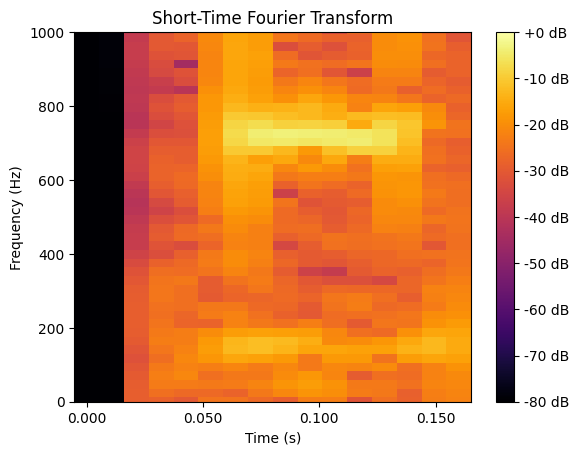 Short-Time Fourier Transform
1000
800
600
400
200
0
Frequency (Hz)
0.000
0.050
0.100
0.150
Time (s)
+0 dB
-10 dB
-20 dB
-30 dB
-40 dB
-50 dB
-60 dB
-70 dB
-80 dB